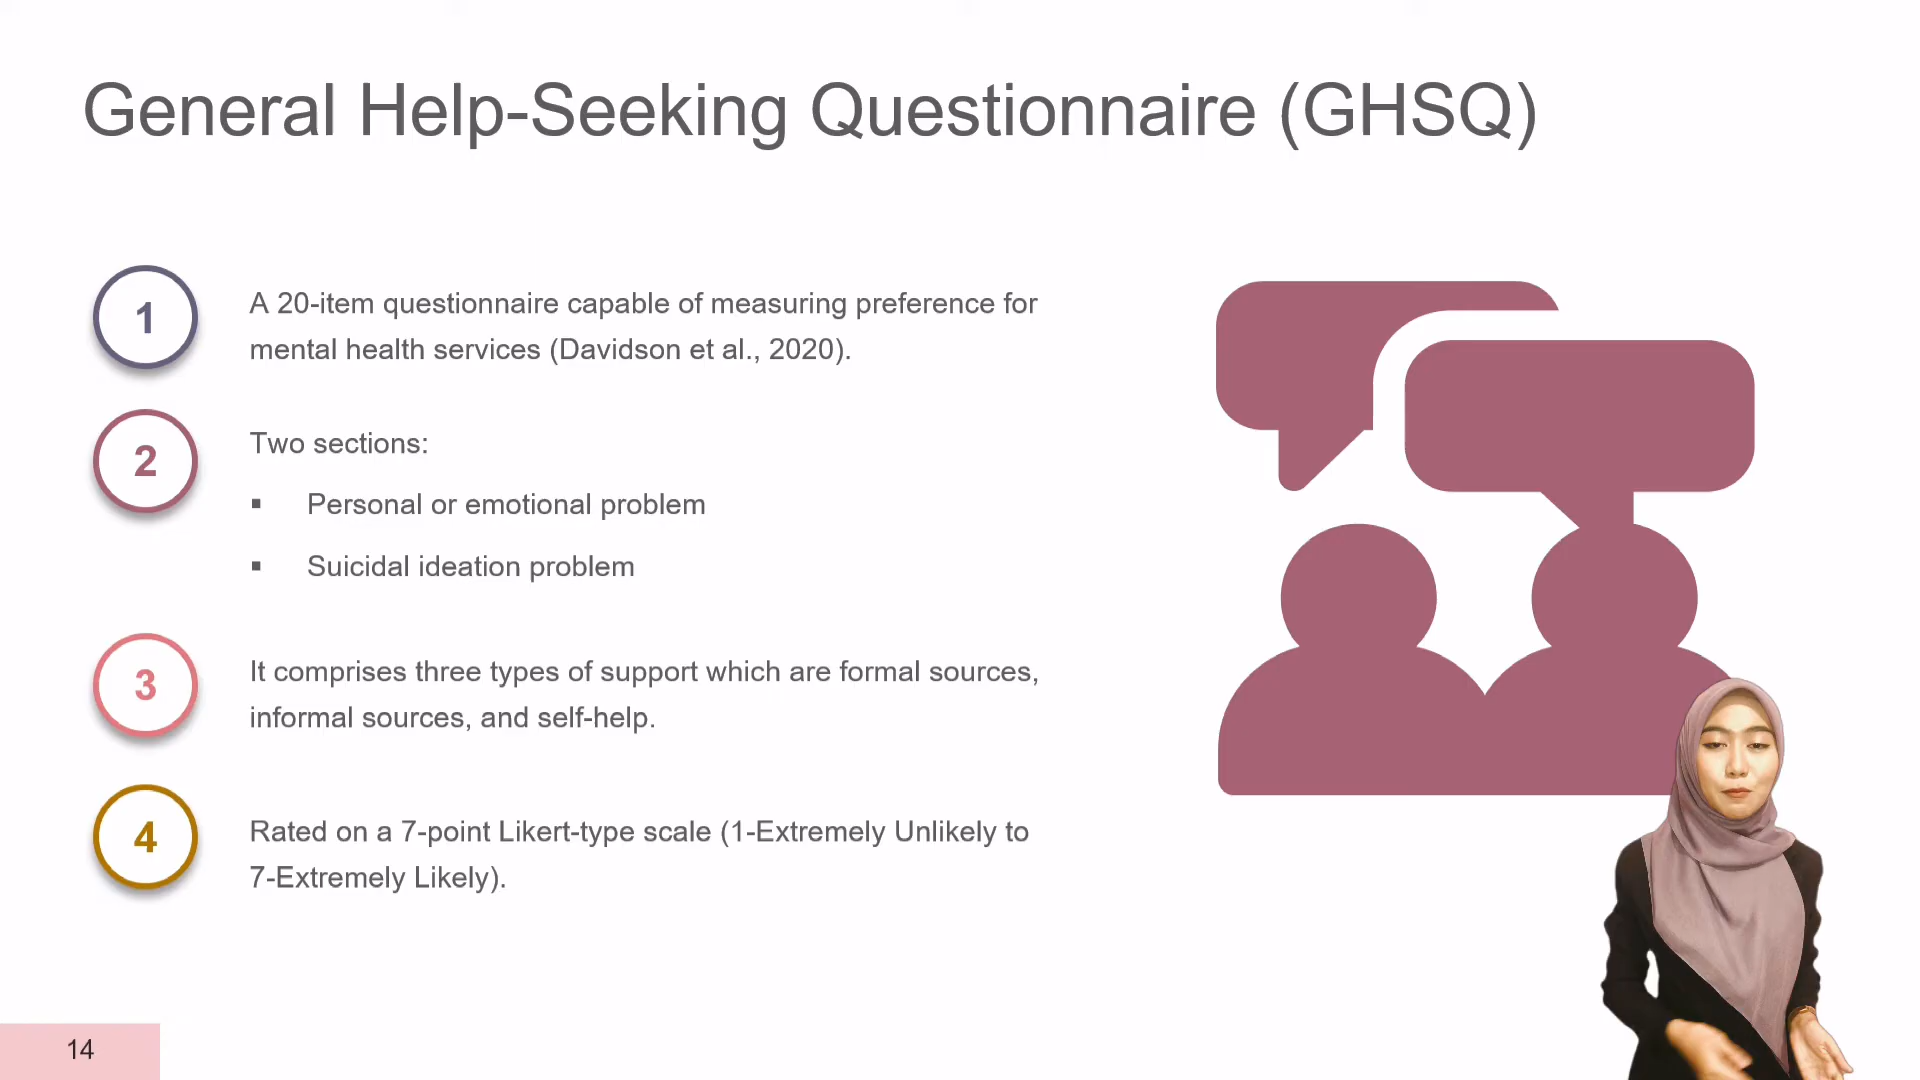 General Help-Seeking Questionnaire (GHSQ)
1
A 20-item questionnaire capable of measuring preference for
mental health services (Davidson et al., 2020).
2
Two sections:
▪ Personal or emotional problem
▪ Suicidal ideation problem
3
It comprises three types of support which are formal sources,
informal sources, and self-help.
4
Rated on a 7-point Likert-type scale (1-Extremely Unlikely to
7-Extremely Likely).
14